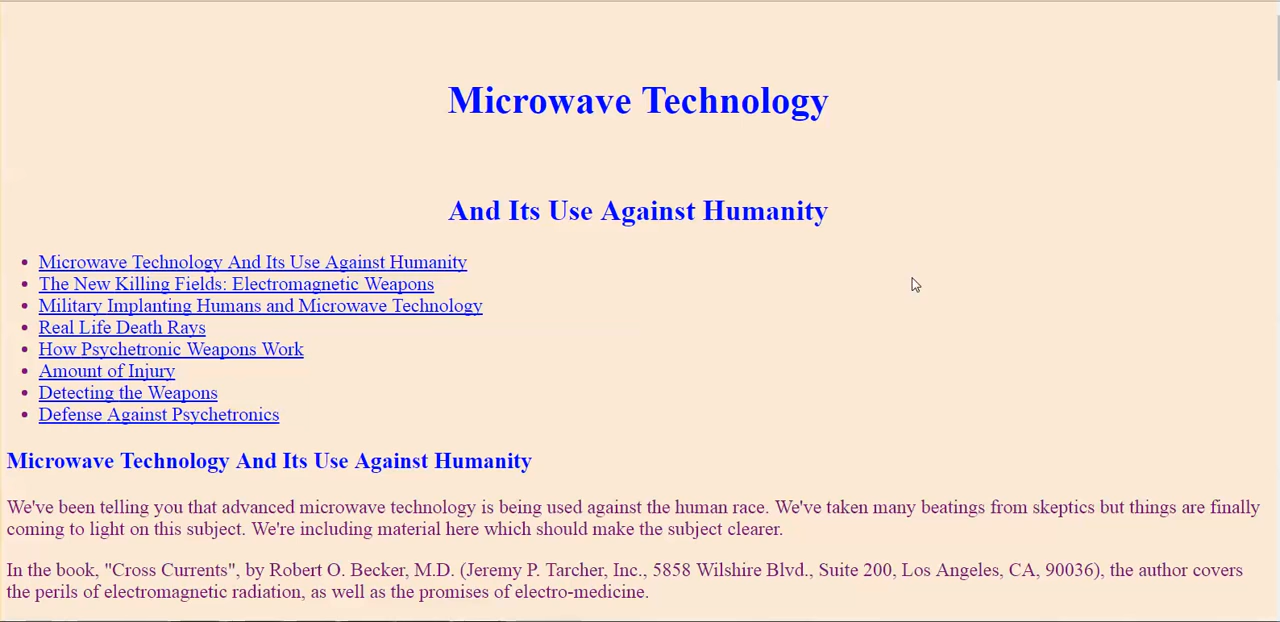 Microwave Technology
And Its Use Against Humanity
Microwave Technology And Its Use Against Humanity
The New Killing Fields: Electromagnetic Weapons
Military Implanting Humans and Microwave Technology
Real Life Death Rays
How Psychetronic Weapons Work
Amount of Injury
Detecting the Weapons
Defense Against Psychetronics
Microwave Technology And Its Use Against Humanity
We've been telling you that advanced microwave technology is being used against the human race. We've taken many beatings from skeptics but things are finally
coming to light on this subject. We're including material here which should make the subject clearer.
In the book, "Cross Currents", by Robert O. Becker, M.D. (Jeremy P. Tarcher, Inc., 5858 Wilshire Blvd., Suite 200, Los Angeles, CA, 90036), the author covers
the perils of electromagnetic radiation, as well as the promises of electro-medicine.